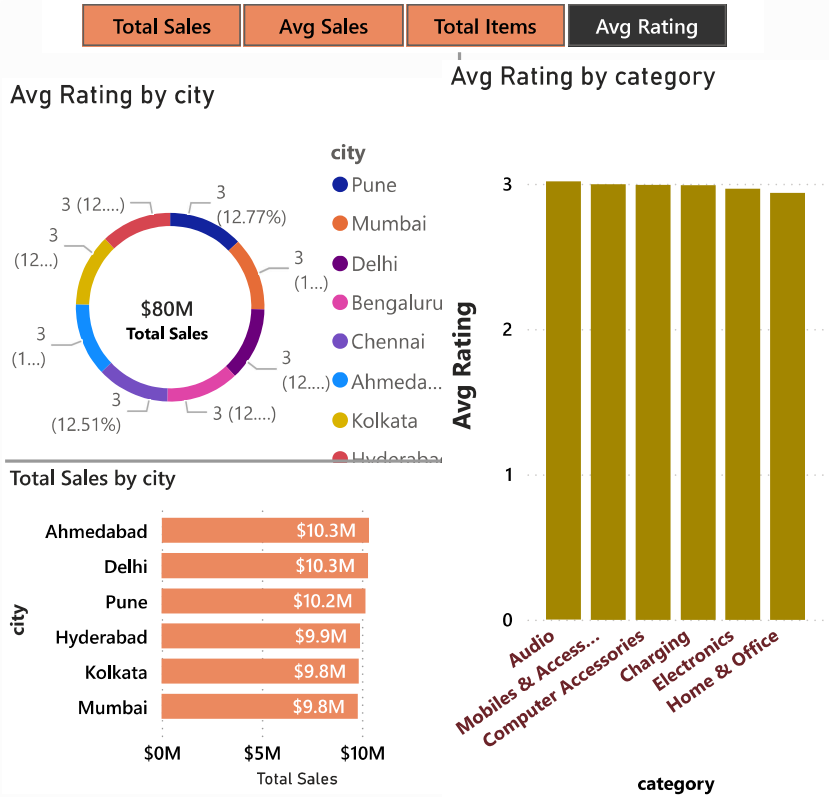 Total Sales
Avg Sales
Total Items
Avg Rating
Avg Rating by city
3
(12.77%)
3
(1...)
3
(12....)
3 (12....)
3
(12.51%)
3
(1...)
3
(12...)
3 (12....)
$80M
Total Sales
city
Pune
Mumbai
Delhi
Bengaluru
Chennai
Ahmeda...
Kolkata
Hyderabad
Total Sales by city
city
Ahmedabad $10.3M
Delhi $10.3M
Pune $10.2M
Hyderabad $9.9M
Kolkata $9.8M
Mumbai $9.8M
$0M $5M $10M
Total Sales
Avg Rating by category
Avg Rating
3
2
1
0
Audio
Mobiles & Access...
Computer Accessories
Charging
Electronics
Home & Office
category